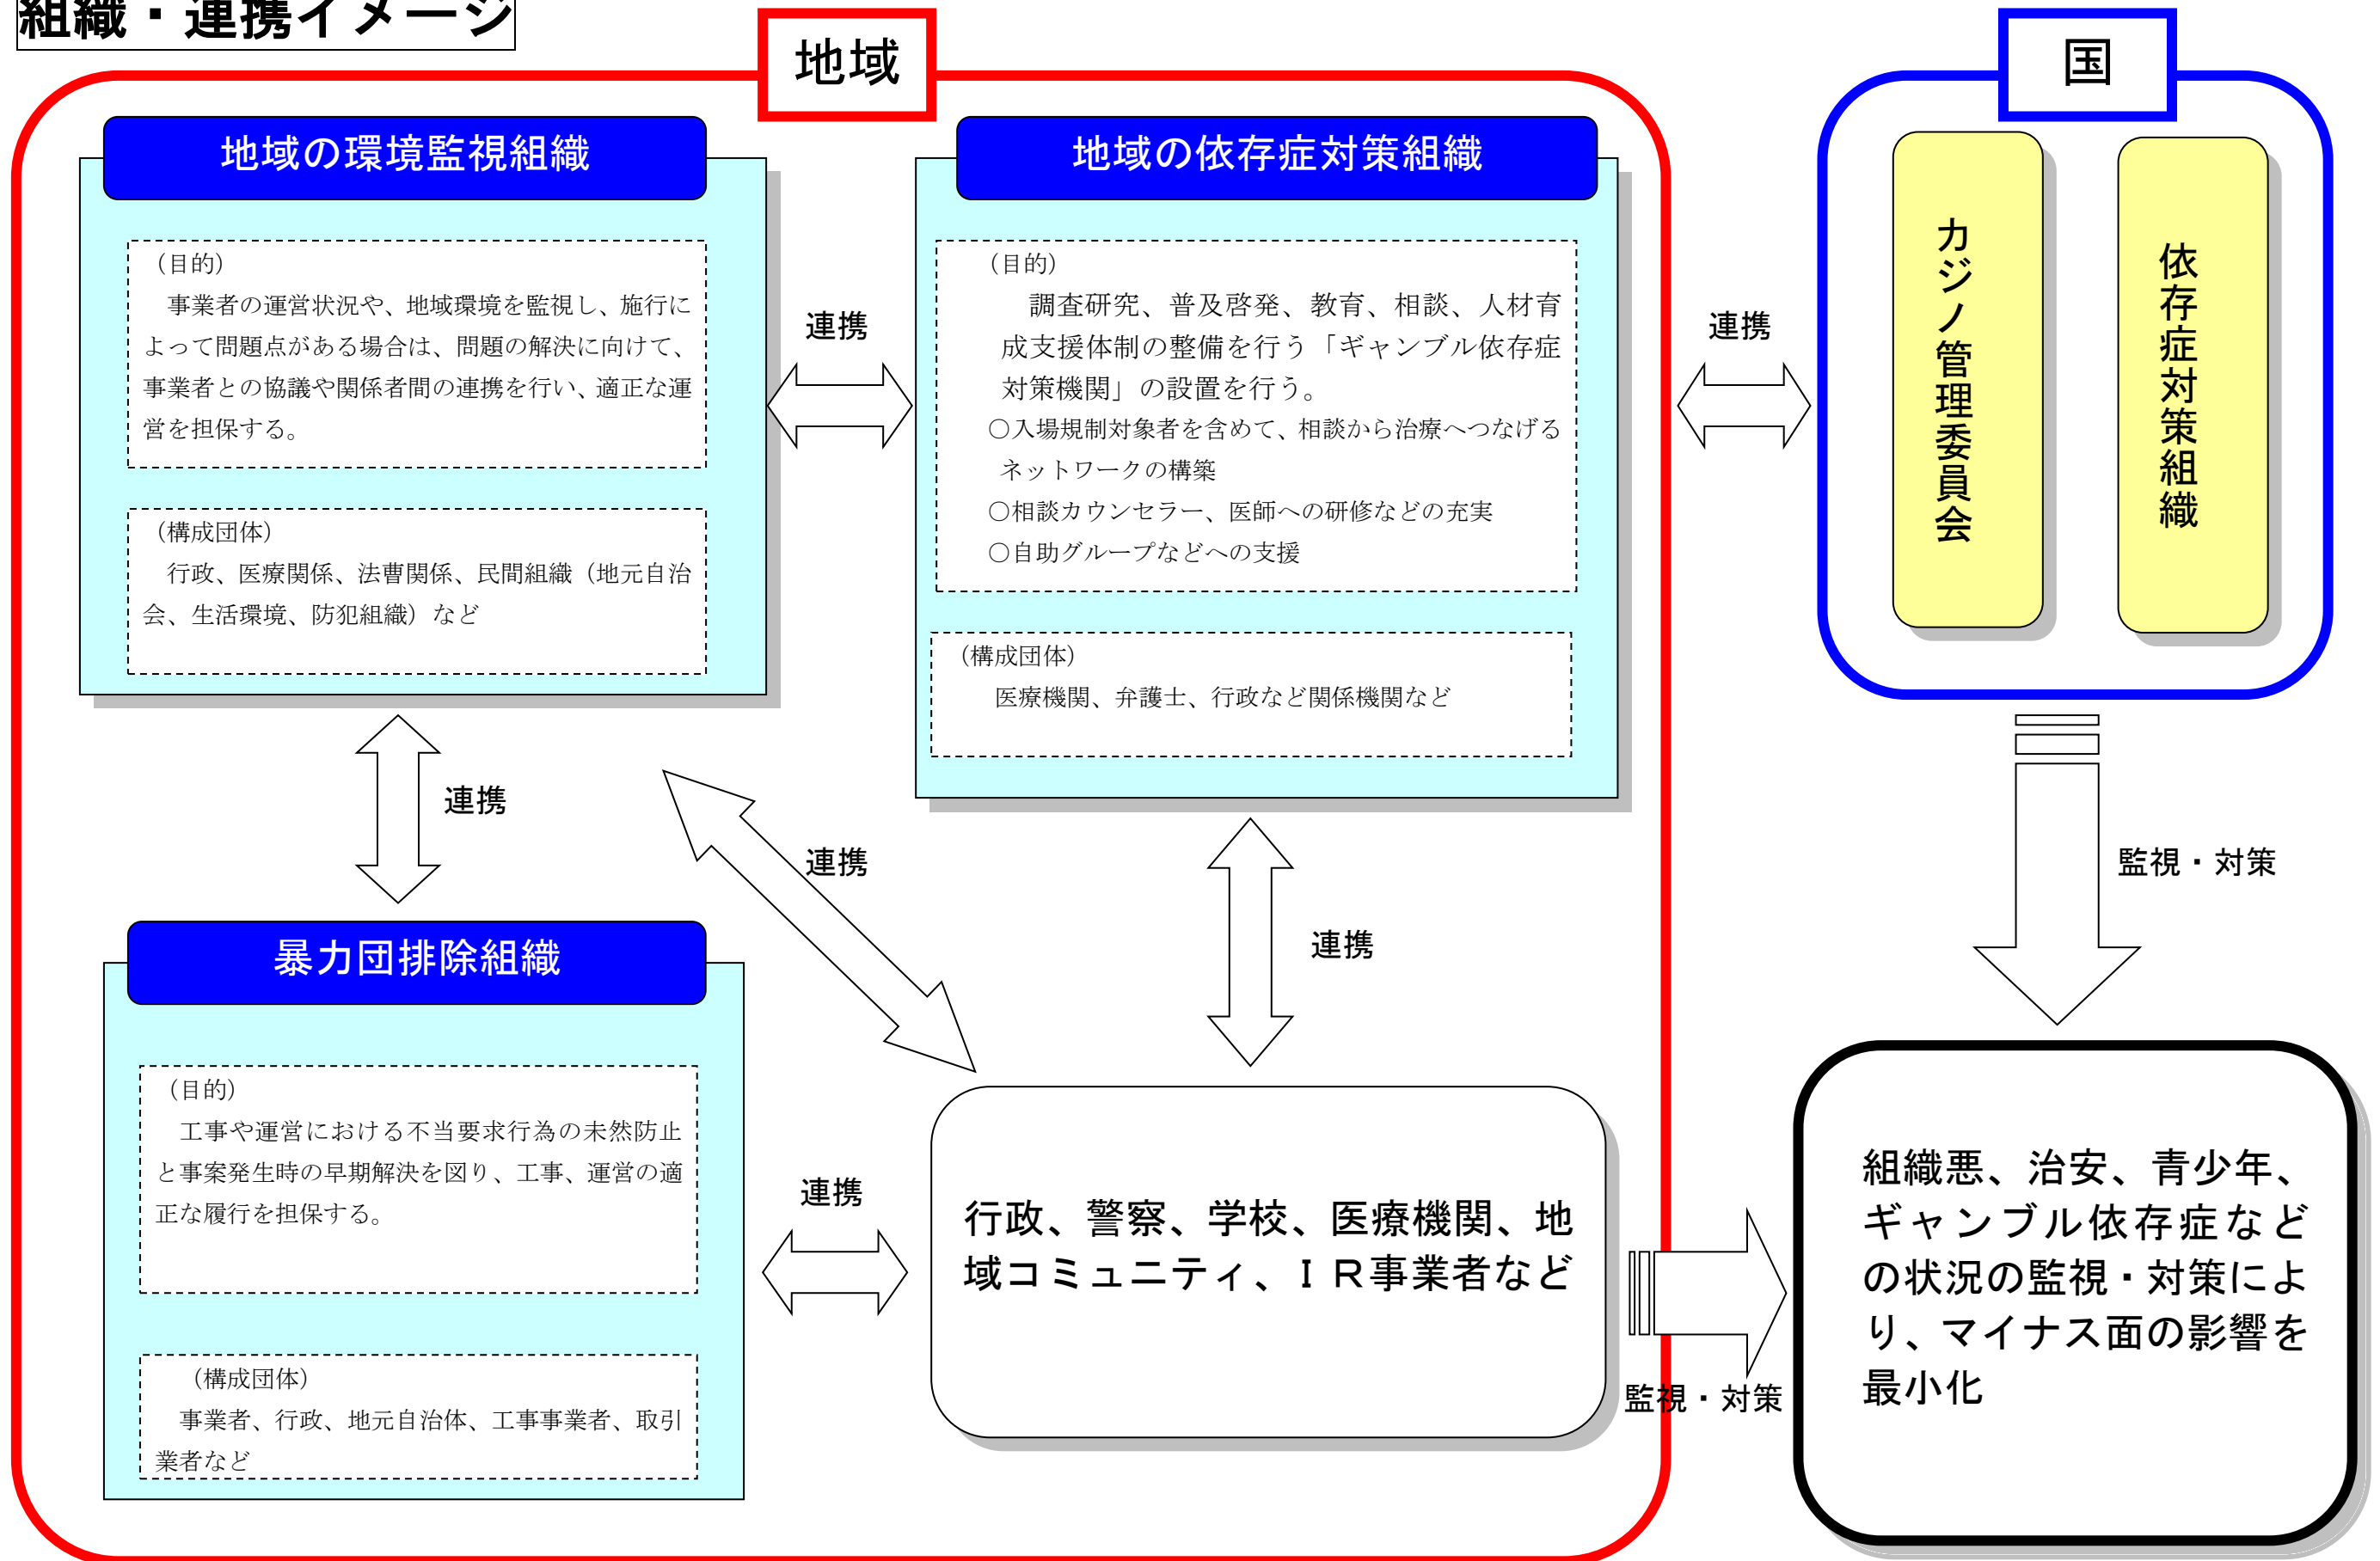 組織・連携イメージ
地域
国
地域の環境監視組織
（目的）
事業者の運営状況や、地域環境を監視し、施行に
よって問題点がある場合は、問題の解決に向けて、
事業者との協議や関係者間の連携を行い、適正な運
営を担保する。
（構成団体）
行政、医療関係、法曹関係、民間組織（地元自治
会、生活環境、防犯組織）など
連携
地域の依存症対策組織
（目的）
調査研究、普及啓発、教育、相談、人材育
成支援体制の整備を行う「ギャンブル依存症
対策機関」の設置を行う。
○入場規制対象者を含めて、相談から治療へつなげる
ネットワークの構築
○相談カウンセラー、医師への研修などの充実
○自助グループなどへの支援
（構成団体）
医療機関、弁護士、行政など関係機関など
連携
カジノ管理委員会
依存症対策組織
連携
連携
連携
監視・対策
暴力団排除組織
（目的）
工事や運営における不当要求行為の未然防止
と事案発生時の早期解決を図り、工事、運営の適
正な履行を担保する。
（構成団体）
事業者、行政、地元自治体、工事事業者、取引
業者など
連携
行政、警察、学校、医療機関、地
域コミュニティ、ＩＲ事業者など
監視・対策
組織悪、治安、青少年、
ギャンブル依存症など
の状況の監視・対策によ
り、マイナス面の影響を
最小化